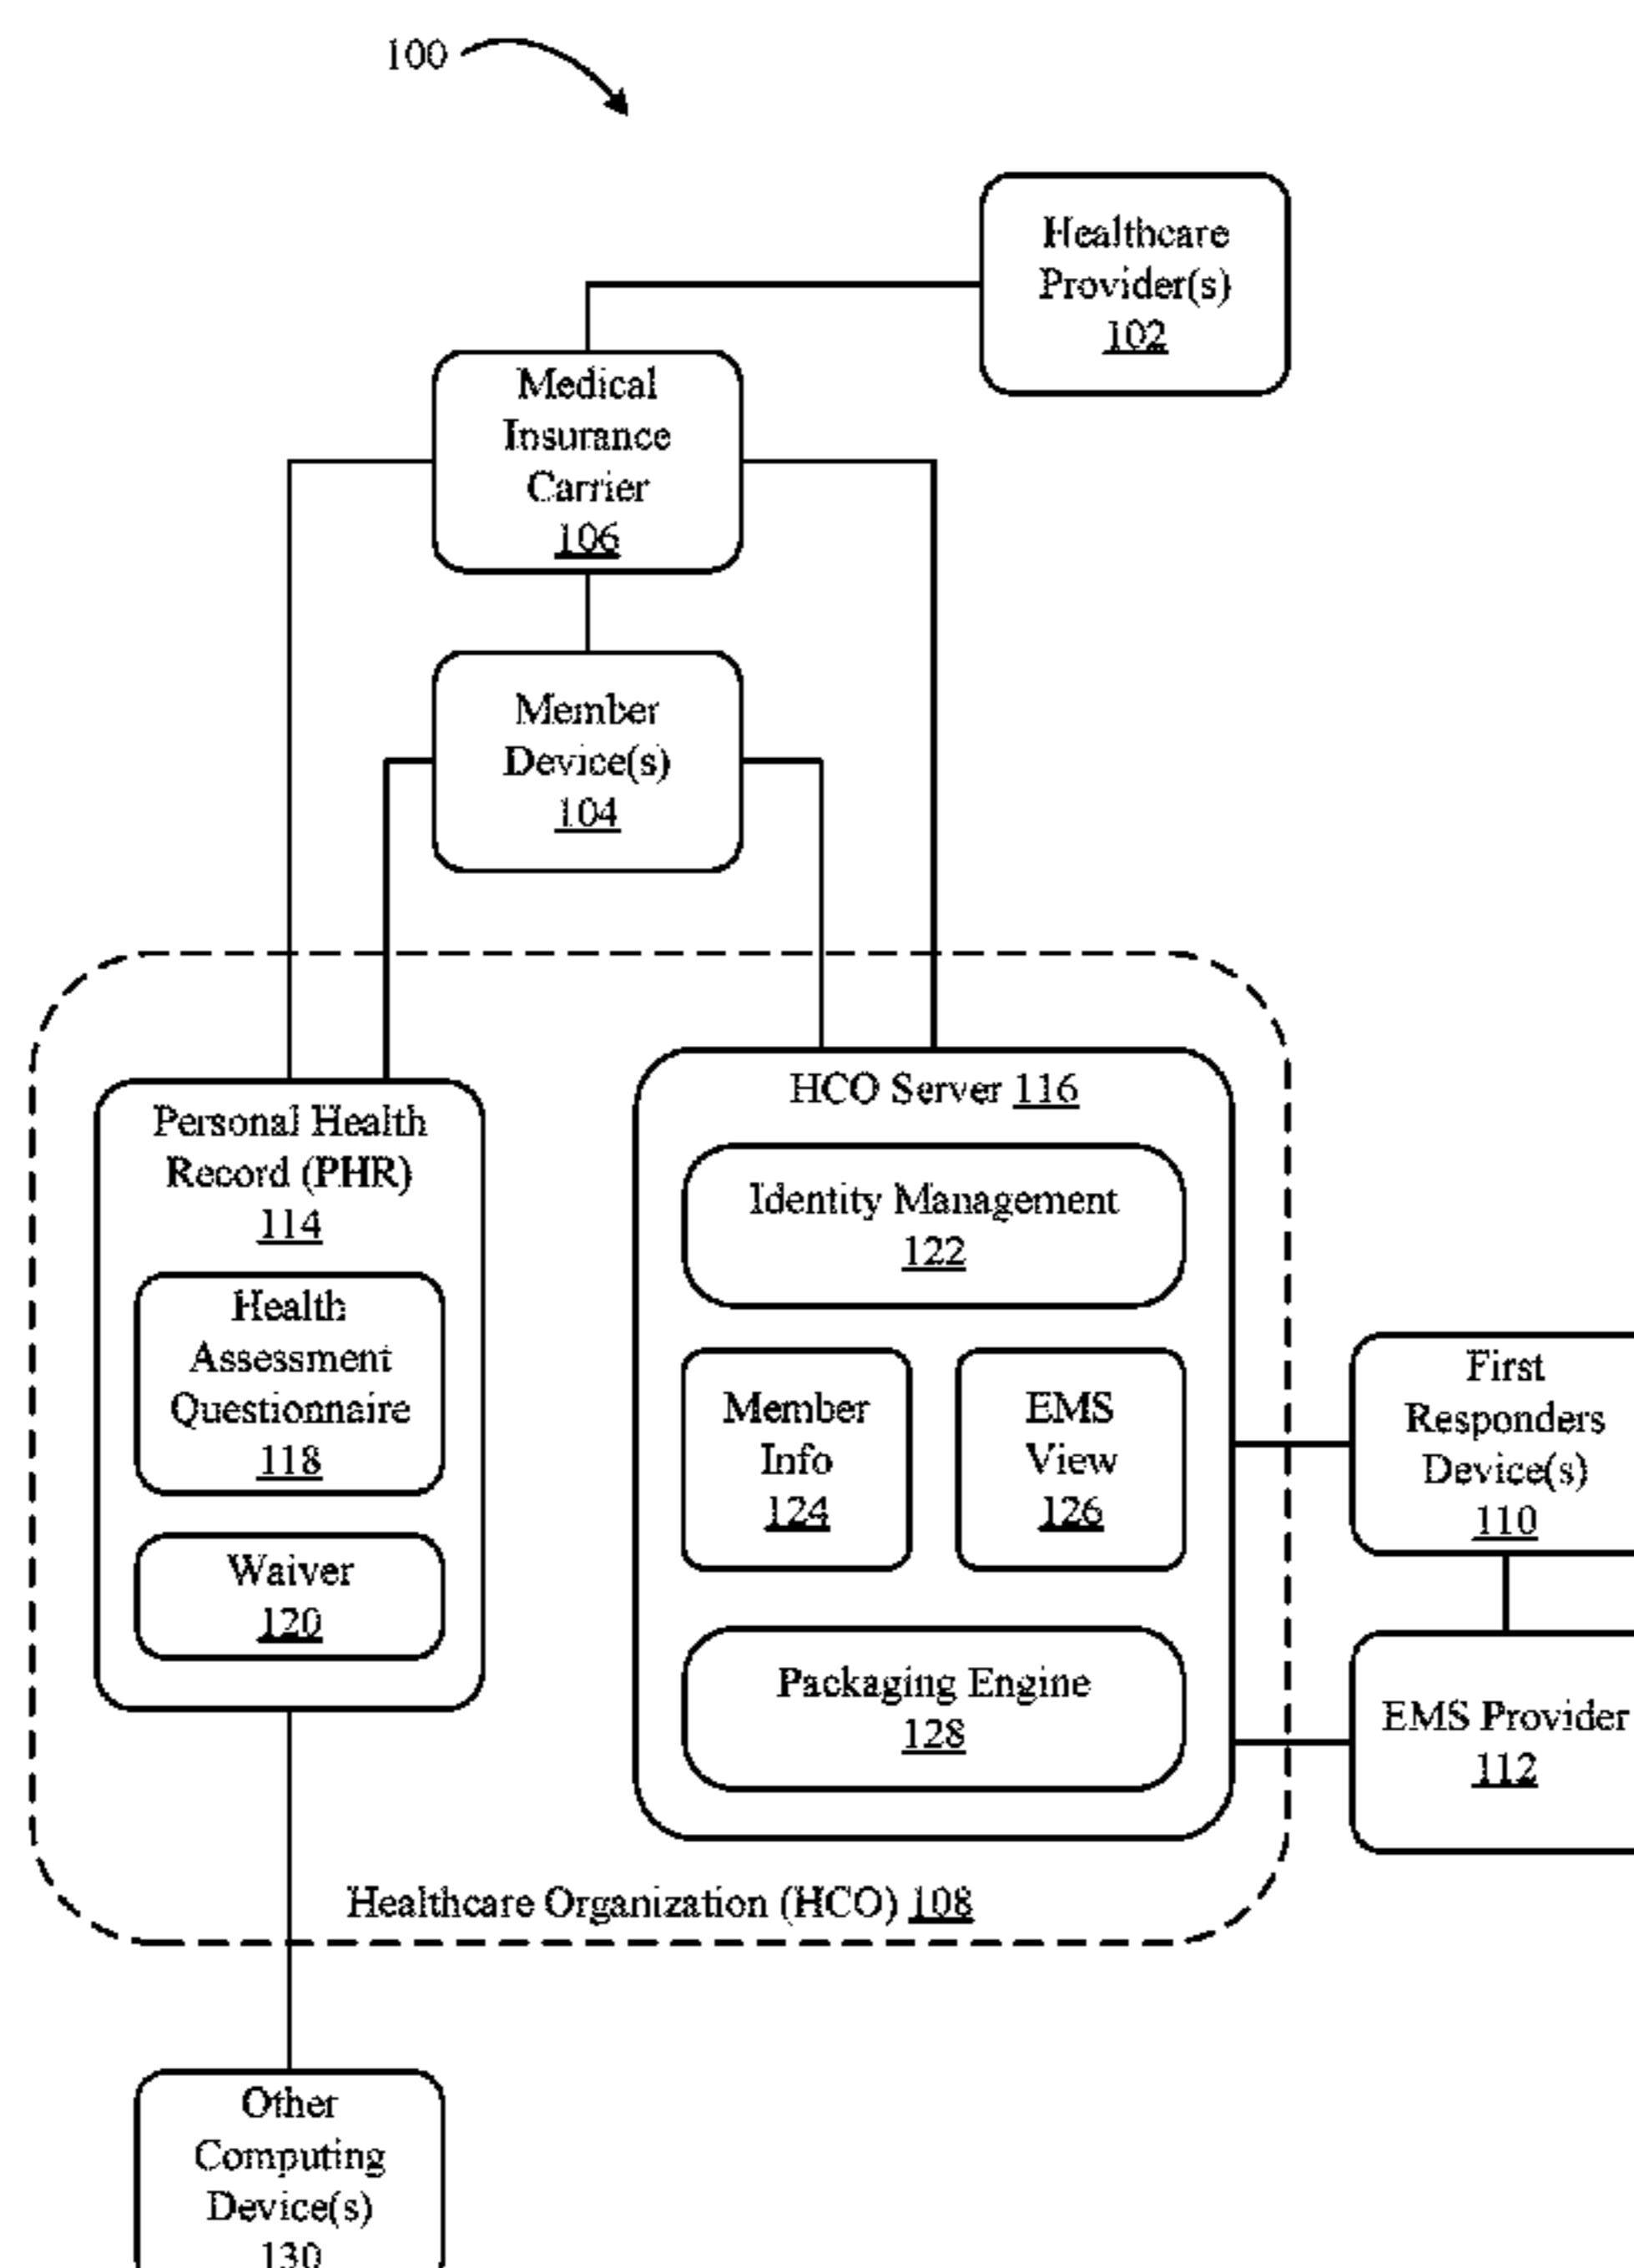 100
Healthcare
Provider(s)
102
Medical
Insurance
Carrier
106
Member
Device(s)
104
Personal Health
Record (PHR)
114
Health
Assessment
Questionnaire
118
Waiver
120
HCO Server 116
Identity Management
122
Member
Info
124
EMS
View
126
Packaging Engine
128
First
Responders
Device(s)
110
EMS Provider
112
Healthcare Organization (HCO) 108
Other
Computing
Device(s)
130